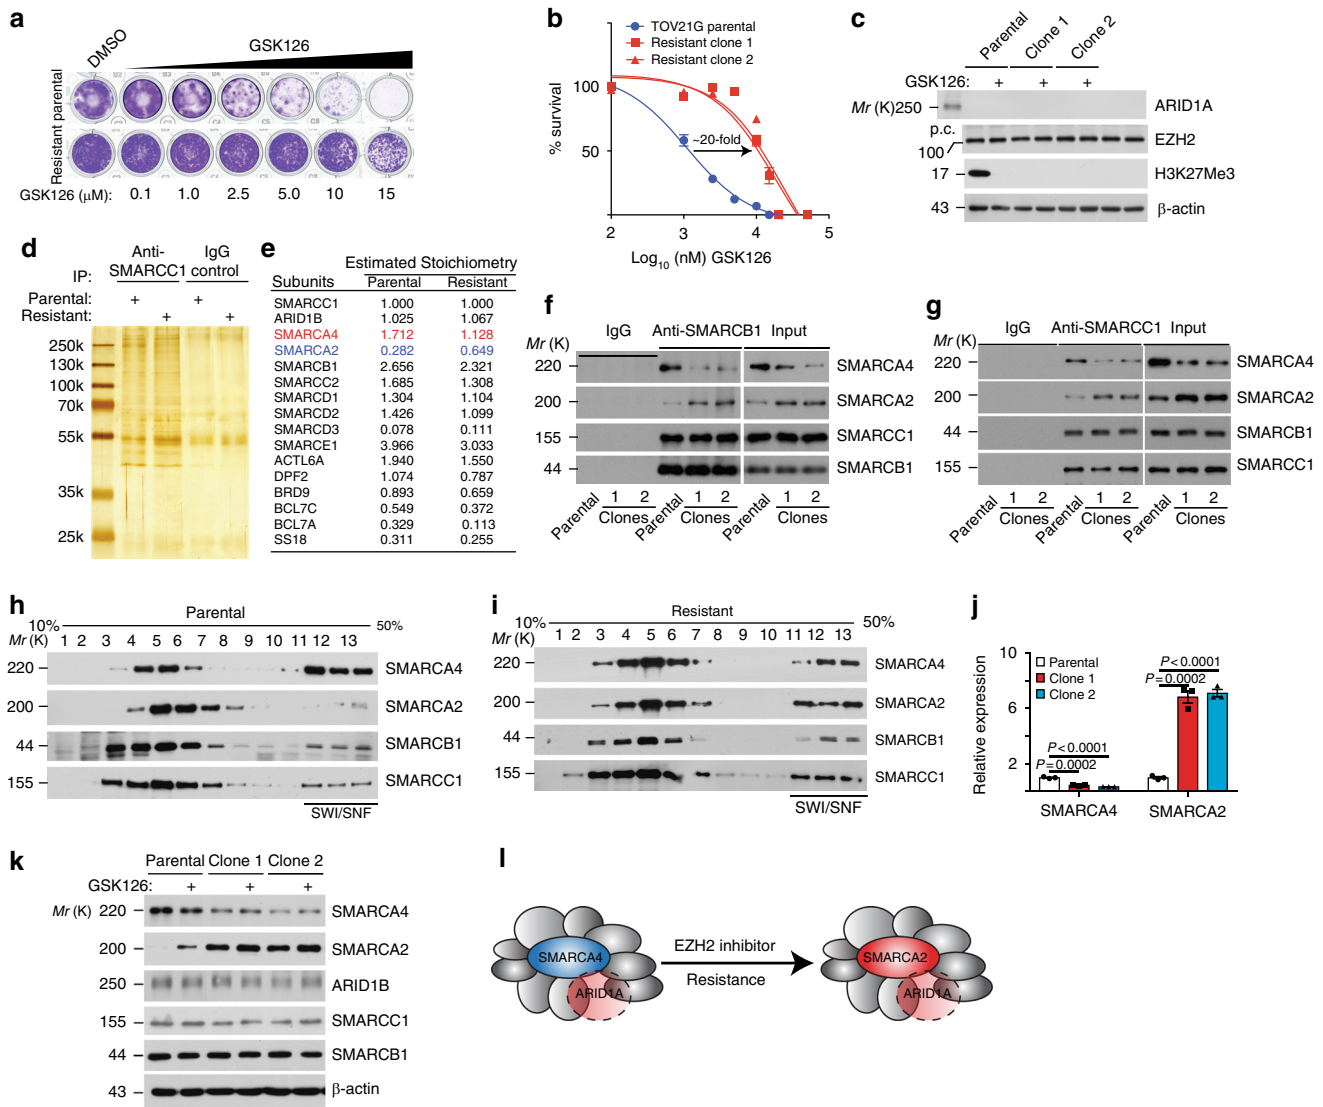 a
DMSO
GSK126
Resistant parental
GSK126 (μM): 0.1 1.0 2.5 5.0 10 15
b
TOV21G parental
Resistant clone 1
Resistant clone 2
% survival
100
50
~20-fold
2 3 4 5
Log10 (nM) GSK126
c
Parental Clone 1 Clone 2
GSK126: + + +
Mr (K) 250 ARID1A
p.c.
100 EZH2
17 H3K27Me3
43 β-actin
d
IP: Anti-SMARCC1 IgG control
Parental: + +
Resistant: + +
250k
130k
100k
70k
55k
35k
25k
e
Estimated Stoichiometry
Subunits Parental Resistant
SMARCC1 1.000 1.000
ARID1B 1.025 1.067
SMARCA4 1.712 1.128
SMARCA2 0.282 0.649
SMARCB1 2.656 2.321
SMARCC2 1.685 1.308
SMARCD1 1.304 1.104
SMARCD2 1.426 1.099
SMARCD3 0.078 0.111
SMARCE1 3.966 3.033
ACTL6A 1.940 1.550
DPF2 1.074 0.787
BRD9 0.893 0.659
BCL7C 0.549 0.372
BCL7A 0.329 0.113
SS18 0.311 0.255
f
IgG Anti-SMARCB1 Input
Mr (K)
220 SMARCA4
200 SMARCA2
155 SMARCC1
44 SMARCB1
Parental 1 2 Parental 1 2 Parental 1 2
Clones Clones Clones
g
IgG Anti-SMARCC1 Input
Mr (K)
220 SMARCA4
200 SMARCA2
44 SMARCB1
155 SMARCC1
Parental 1 2 Parental 1 2 Parental 1 2
Clones Clones Clones
h
Parental
10% 50%
Mr (K) 1 2 3 4 5 6 7 8 9 10 11 12 13
220 SMARCA4
200 SMARCA2
44 SMARCB1
155 SMARCC1
SWI/SNF
i
Resistant
10% 50%
Mr (K) 1 2 3 4 5 6 7 8 9 10 11 12 13
220 SMARCA4
200 SMARCA2
44 SMARCB1
155 SMARCC1
SWI/SNF
j
Relative expression
10
6
2
Parental
Clone 1
Clone 2
P < 0.0001
P = 0.0002
P < 0.0001
P = 0.0002
SMARCA4 SMARCA2
k
Parental Clone 1 Clone 2
GSK126: + + +
Mr (K) 220 SMARCA4
200 SMARCA2
250 ARID1B
155 SMARCC1
44 SMARCB1
43 β-actin
l
SMARCA4
ARID1A
EZH2 inhibitor
Resistance
SMARCA2
ARID1A